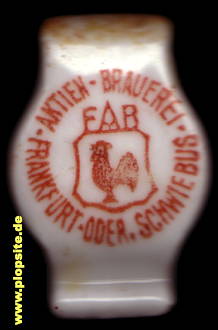 - AKTIEN - BRAUEREI -
FRANKFURT-ODER, SCHWIEBUS
FAB
www.plopsite.de